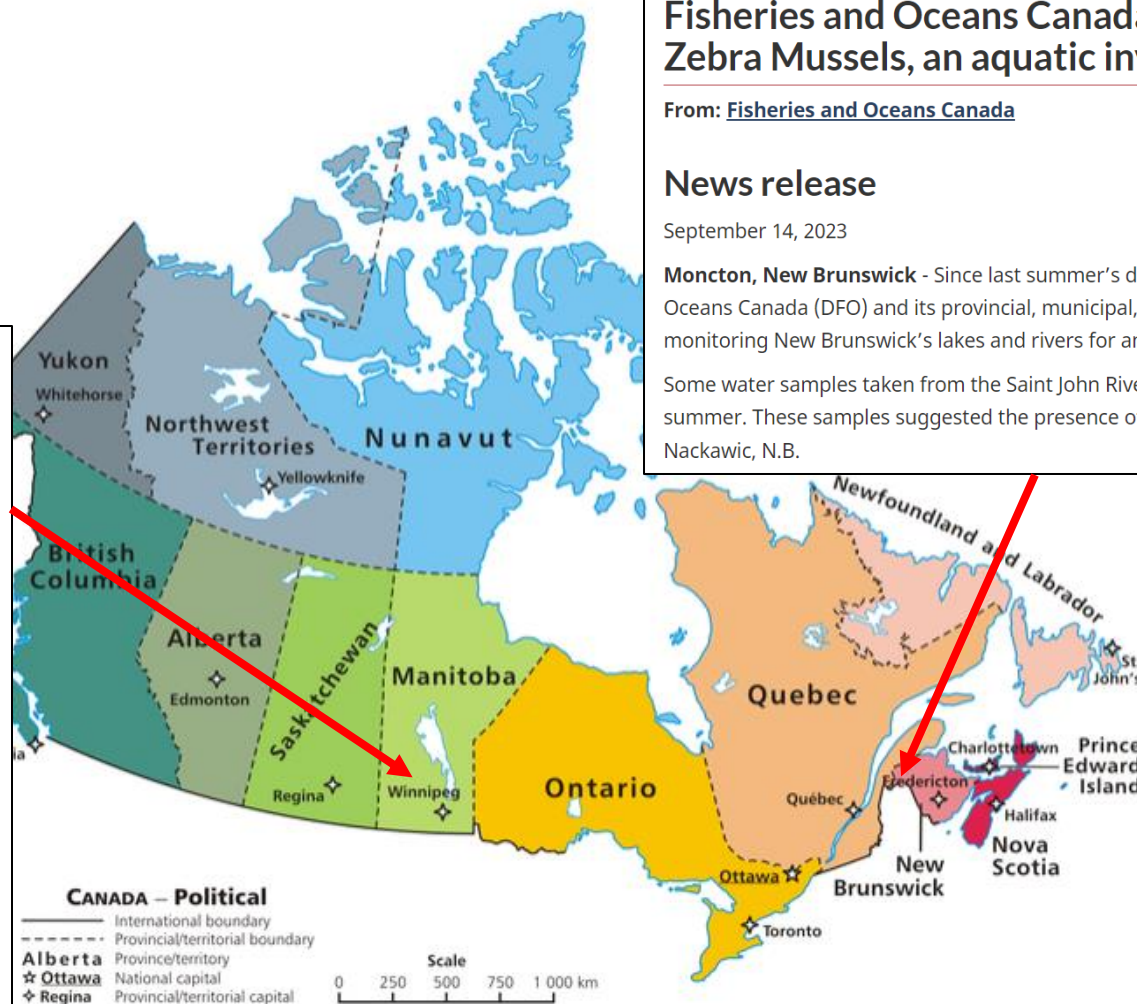 Fisheries and Oceans Canada
Zebra Mussels, an aquatic inv
From: Fisheries and Oceans Canada
News release
September 14, 2023
Moncton, New Brunswick - Since last summer's d
Oceans Canada (DFO) and its provincial, municipal,
monitoring New Brunswick's lakes and rivers for an
Some water samples taken from the Saint John Rive
summer. These samples suggested the presence o
Nackawic, N.B.
Yukon
Whitehorse
Northwest
Territories
Yellowknife
Nunavut
Newfoundland and Labrador
British
Columbia
Alberta
Edmonton
Saskatchewan
Regina
Manitoba
Winnipeg
Ontario
Quebec
Québec
Ottawa
Toronto
St
John's
Charlottetown
Prince
Edward
Island
Fredericton
Halifax
Nova
Scotia
New
Brunswick
ia
CANADA – Political
International boundary
Provincial/territorial boundary
Alberta Province/territory
Ottawa National capital
Regina Provincial/territorial capital
Scale
0 250 500 750 1 000 km